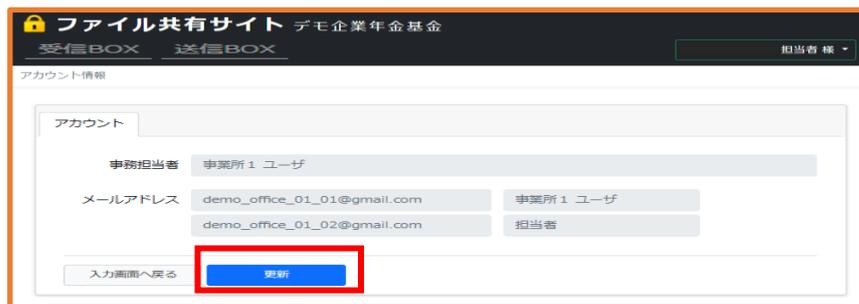 ファイル共有サイト デモ企業年金基金
受信BOX 送信BOX 担当者 様
アカウント情報
アカウント
事務担当者 事業所1 ユーザ
メールアドレス demo_office_01_01@gmail.com 事業所1 ユーザ
demo_office_01_02@gmail.com 担当者
入力画面へ戻る 更新